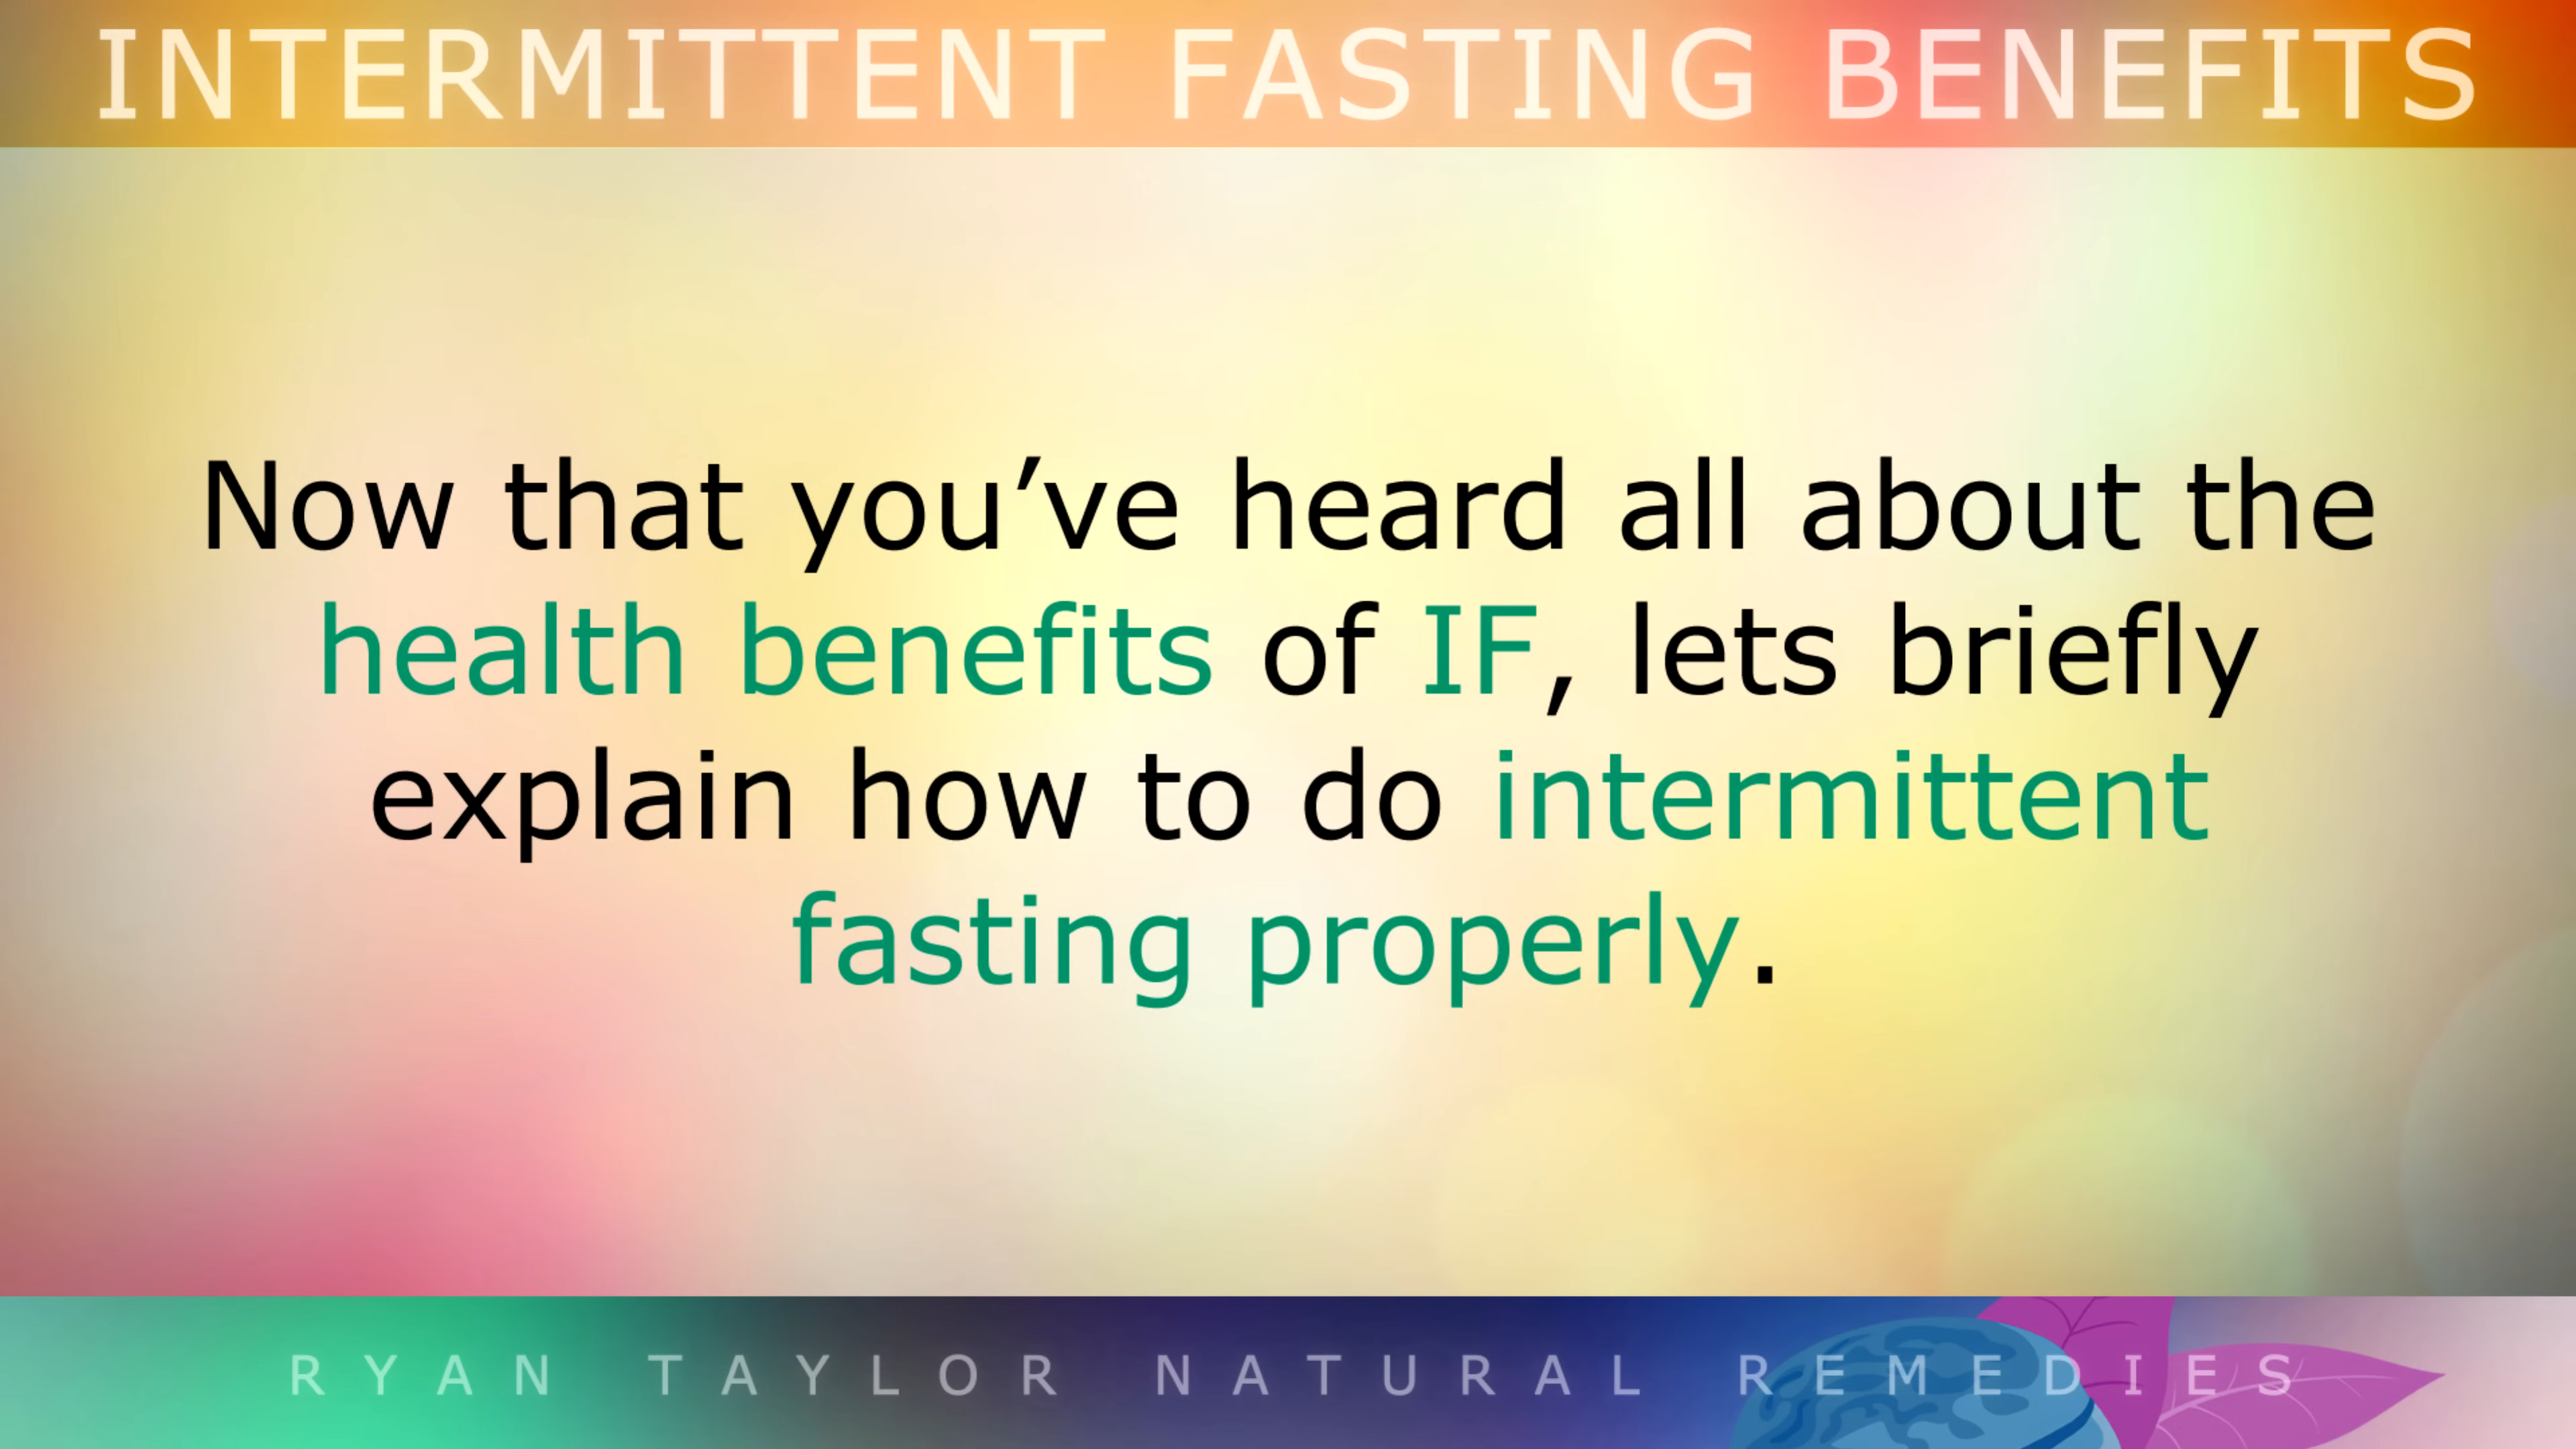 INTERMITTENT FASTING BENEFITS
Now that you’ve heard all about the
health benefits of IF, lets briefly
explain how to do intermittent
fasting properly.
RYAN TAYLOR NATURAL REMEDIES